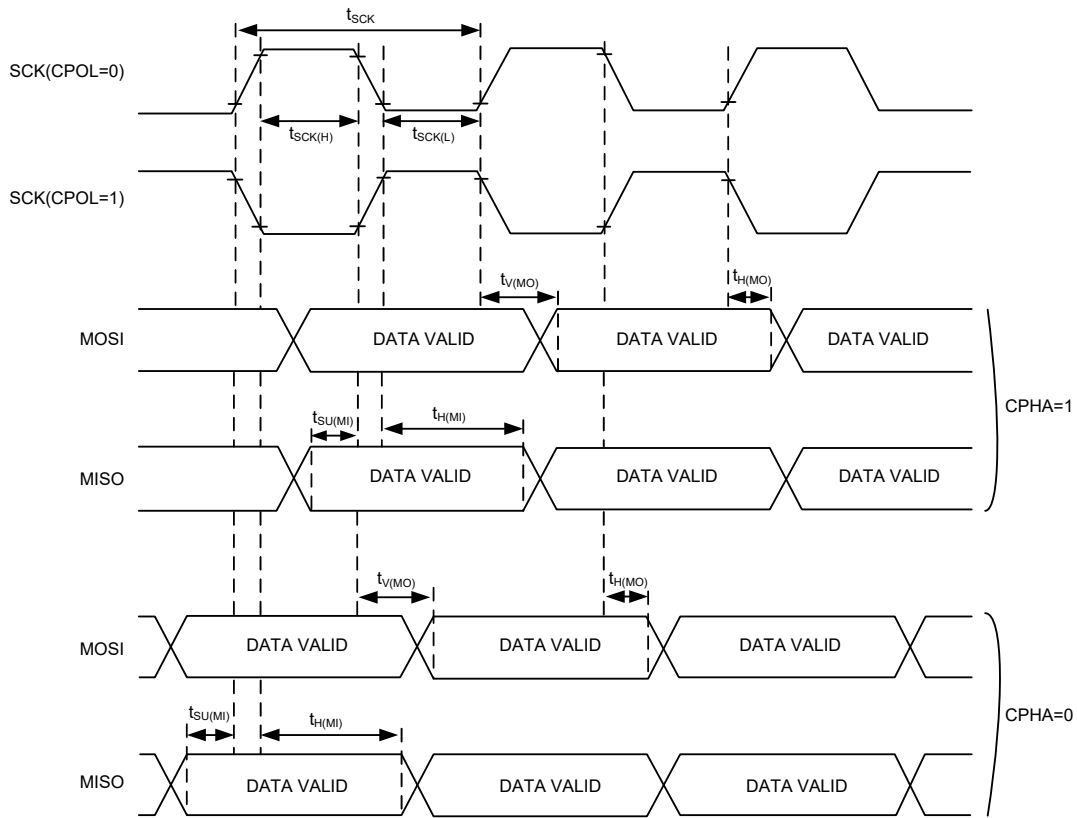 tSCK
SCK(CPOL=0)
tSCK(H)
tSCK(L)
SCK(CPOL=1)
tV(MO)
tH(MO)
MOSI
DATA VALID
DATA VALID
DATA VALID
CPHA=1
tSU(MI)
tH(MI)
MISO
DATA VALID
DATA VALID
DATA VALID
tV(MO)
tH(MO)
MOSI
DATA VALID
DATA VALID
DATA VALID
CPHA=0
tSU(MI)
tH(MI)
MISO
DATA VALID
DATA VALID
DATA VALID